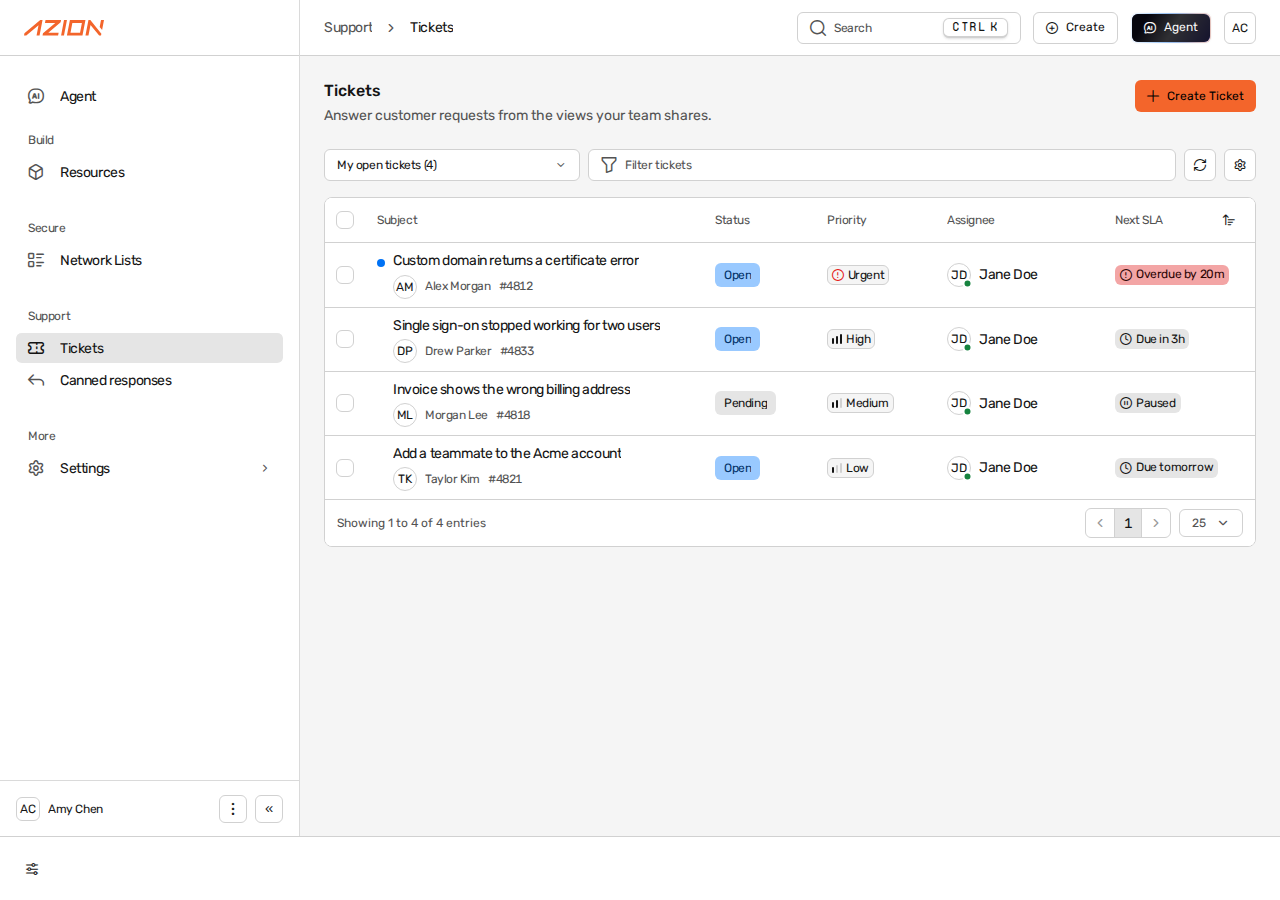 AZION
Support > Tickets
Search
CTRL K
Create
AI Agent
AC
AI Agent
Build
Resources
Secure
Network Lists
Support
Tickets
Canned responses
More
Settings
AC Amy Chen
Tickets
Answer customer requests from the views your team shares.
Create Ticket
My open tickets (4)
Filter tickets
Subject Status Priority Assignee Next SLA
Custom domain returns a certificate error
AM Alex Morgan #4812
Open
Urgent
JD Jane Doe
Overdue by 20m
Single sign-on stopped working for two users
DP Drew Parker #4833
Open
High
JD Jane Doe
Due in 3h
Invoice shows the wrong billing address
ML Morgan Lee #4818
Pending
Medium
JD Jane Doe
Paused
Add a teammate to the Acme account
TK Taylor Kim #4821
Open
Low
JD Jane Doe
Due tomorrow
Showing 1 to 4 of 4 entries
1
25